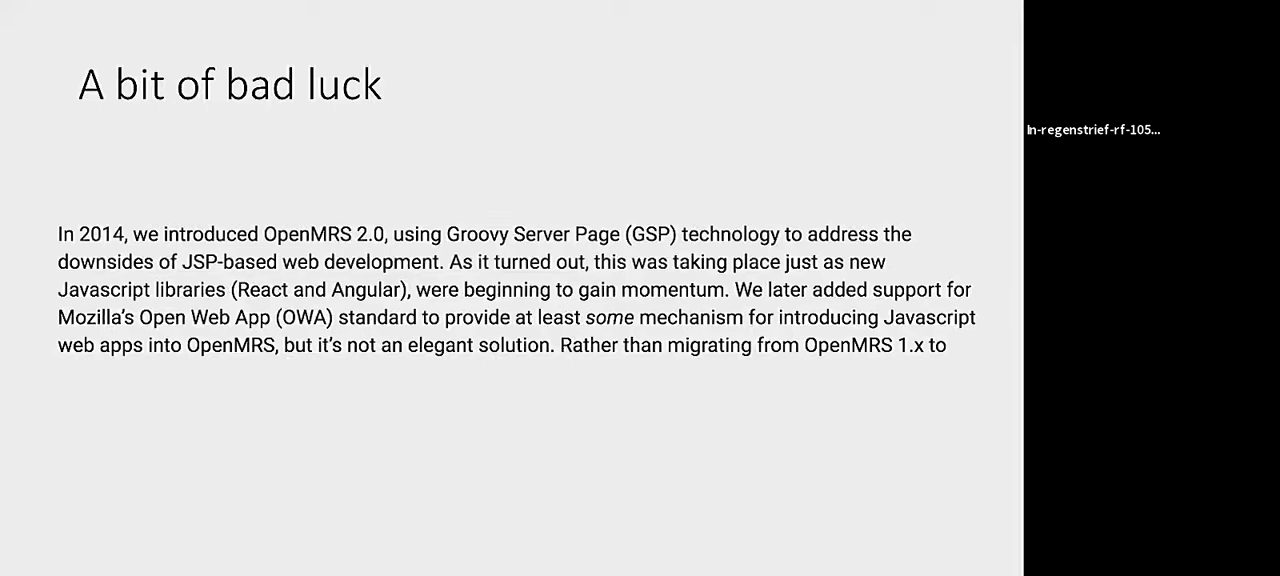 A bit of bad luck
In-regenstrief-rf-105...
In 2014, we introduced OpenMRS 2.0, using Groovy Server Page (GSP) technology to address the
downsides of JSP-based web development. As it turned out, this was taking place just as new
Javascript libraries (React and Angular), were beginning to gain momentum. We later added support for
Mozilla’s Open Web App (OWA) standard to provide at least some mechanism for introducing Javascript
web apps into OpenMRS, but it’s not an elegant solution. Rather than migrating from OpenMRS 1.x to